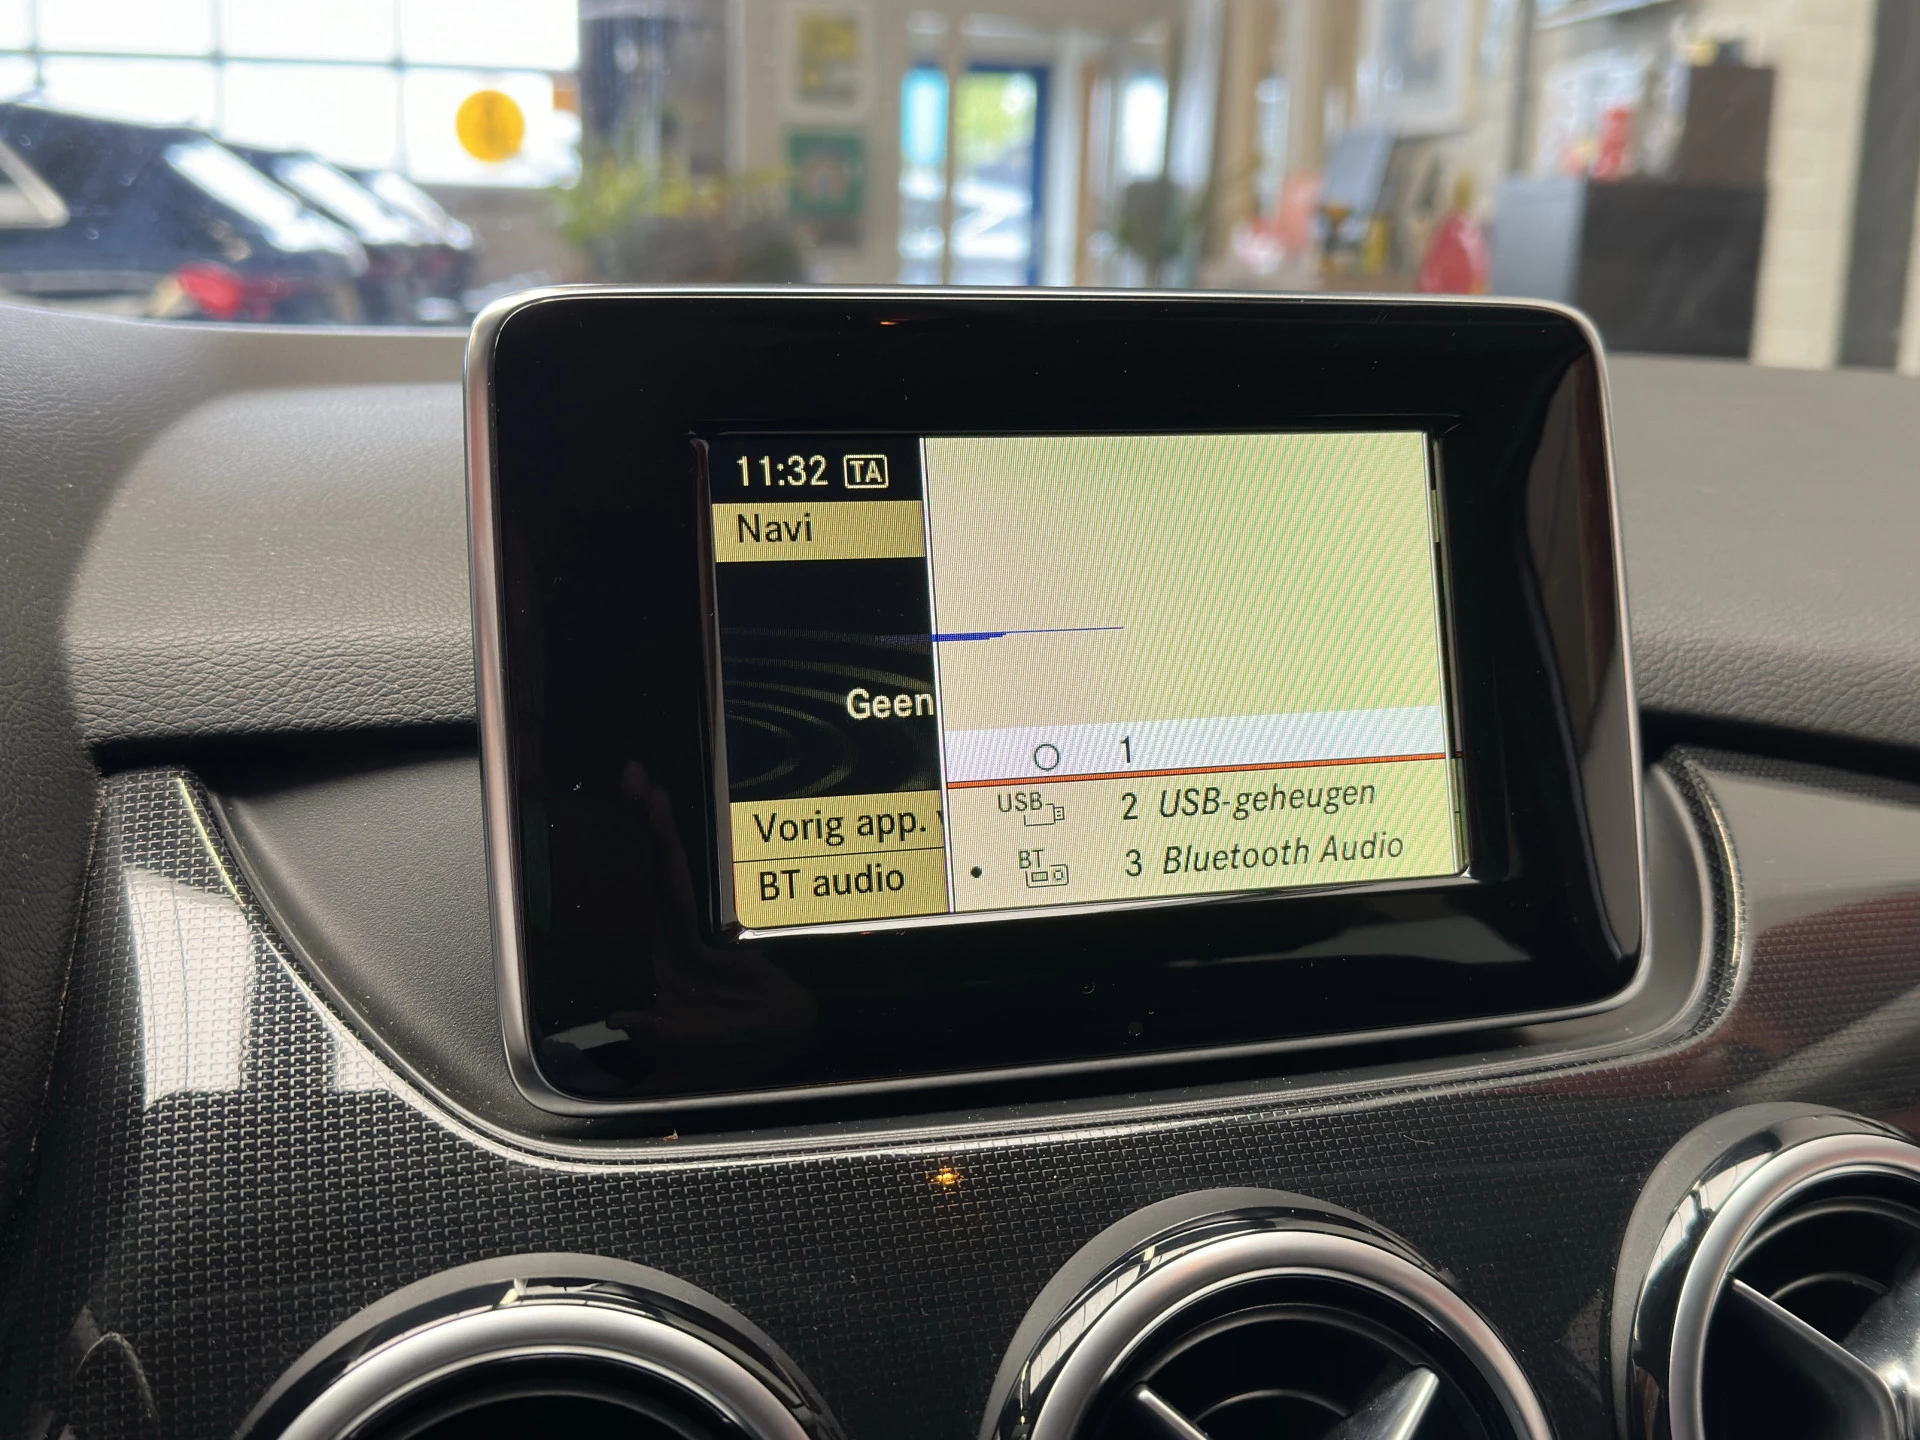 11:32 TA
Navi
Geen
1
USB 2 USB-geheugen
BT 3 Bluetooth Audio
Vorig app.
BT audio